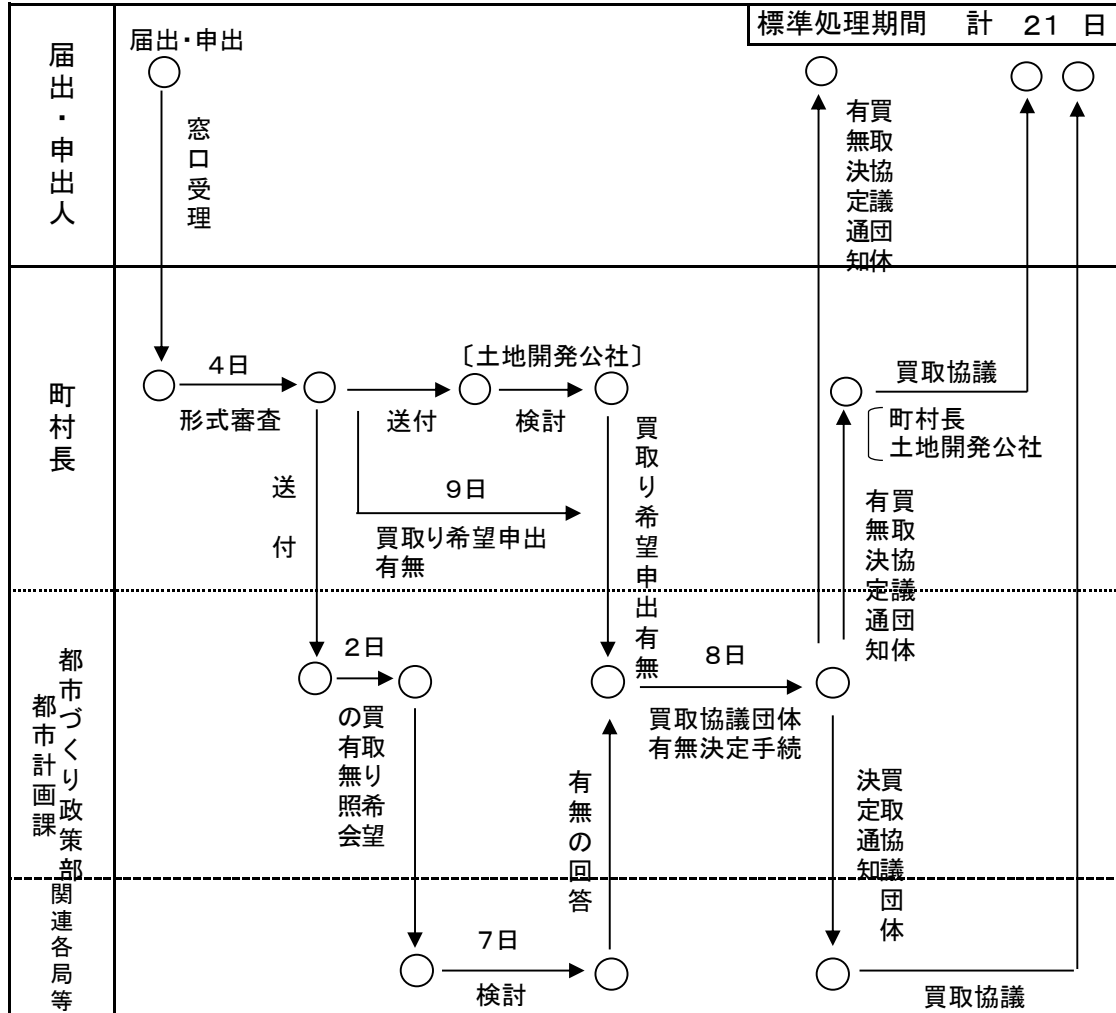 標準処理期間　計　21　日
届出・申出人
届出・申出
窓口受理
有無決定通知
買取協議団体
町村長
4日
形式審査
送付
〔土地開発公社〕
検討
9日
買取り希望申出
有無
送付
買取り希望申出有無
買取協議
町村長
土地開発公社
買取協議団体
有無決定通知
都市づくり政策部
都市計画課
2日
買取り希望
の有無照会
8日
買取協議団体
有無決定手続
有無の回答
買取協議団体
決定通知
関連各局等
7日
検討
買取協議